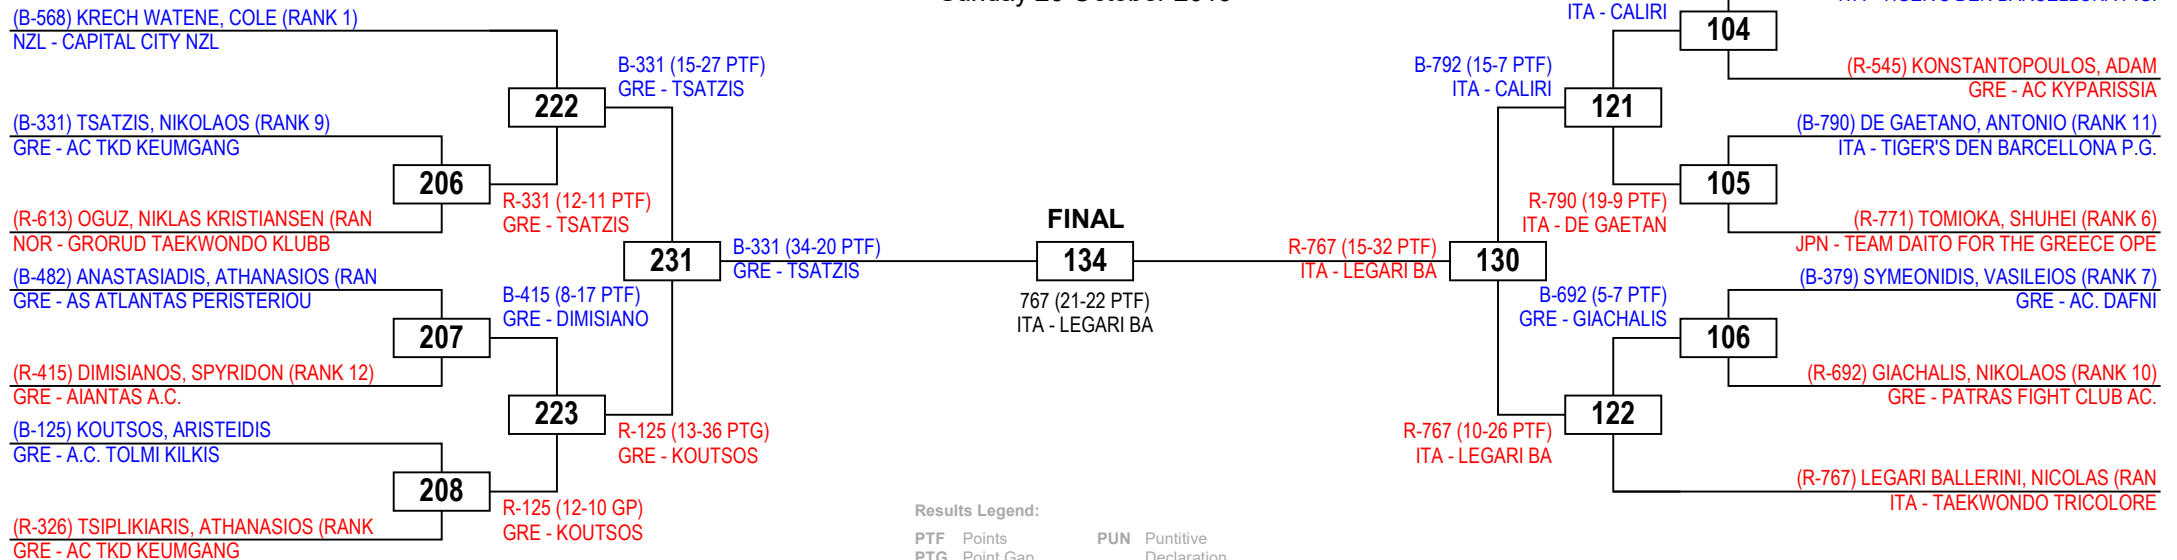 (B-568) KRECH WATENE, COLE (RANK 1)
NZL - CAPITAL CITY NZL
(B-331) TSATZIS, NIKOLAOS (RANK 9)
GRE - AC TKD KEUMGANG
(R-613) OGUZ, NIKLAS KRISTIANSEN (RAN
NOR - GRORUD TAEKWONDO KLUBB
(B-482) ANASTASIADIS, ATHANASIOS (RAN
GRE - AS ATLANTAS PERISTERIOU
(R-415) DIMISIANOS, SPYRIDON (RANK 12)
GRE - AIANTAS A.C.
(B-125) KOUTSOS, ARISTEIDIS
GRE - A.C. TOLMI KILKIS
(R-326) TSIPLIKIARIS, ATHANASIOS (RANK
GRE - AC TKD KEUMGANG
206
207
208
222
R-331 (12-11 PTF)
GRE - TSATZIS
B-415 (8-17 PTF)
GRE - DIMISIANO
223
R-125 (12-10 GP)
GRE - KOUTSOS
B-331 (15-27 PTF)
GRE - TSATZIS
231
R-125 (13-36 PTG)
GRE - KOUTSOS
B-331 (34-20 PTF)
GRE - TSATZIS
FINAL
134
767 (21-22 PTF)
ITA - LEGARI BA
Results Legend:
PTF Points
PUN Puntitive
PTG Point Gap
Declaration
R-767 (15-32 PTF)
ITA - LEGARI BA
130
B-792 (15-7 PTF)
ITA - CALIRI
R-767 (10-26 PTF)
ITA - LEGARI BA
ITA - CALIRI
121
R-790 (19-9 PTF)
ITA - DE GAETAN
B-692 (5-7 PTF)
GRE - GIACHALIS
122
104
105
106
(R-545) KONSTANTOPOULOS, ADAM
GRE - AC KYPARISSIA
(B-790) DE GAETANO, ANTONIO (RANK 11)
ITA - TIGER'S DEN BARCELLONA P.G.
(R-771) TOMIOKA, SHUHEI (RANK 6)
JPN - TEAM DAITO FOR THE GREECE OPE
(B-379) SYMEONIDIS, VASILEIOS (RANK 7)
GRE - AC. DAFNI
(R-692) GIACHALIS, NIKOLAOS (RANK 10)
GRE - PATRAS FIGHT CLUB AC.
(R-767) LEGARI BALLERINI, NICOLAS (RAN
ITA - TAEKWONDO TRICOLORE